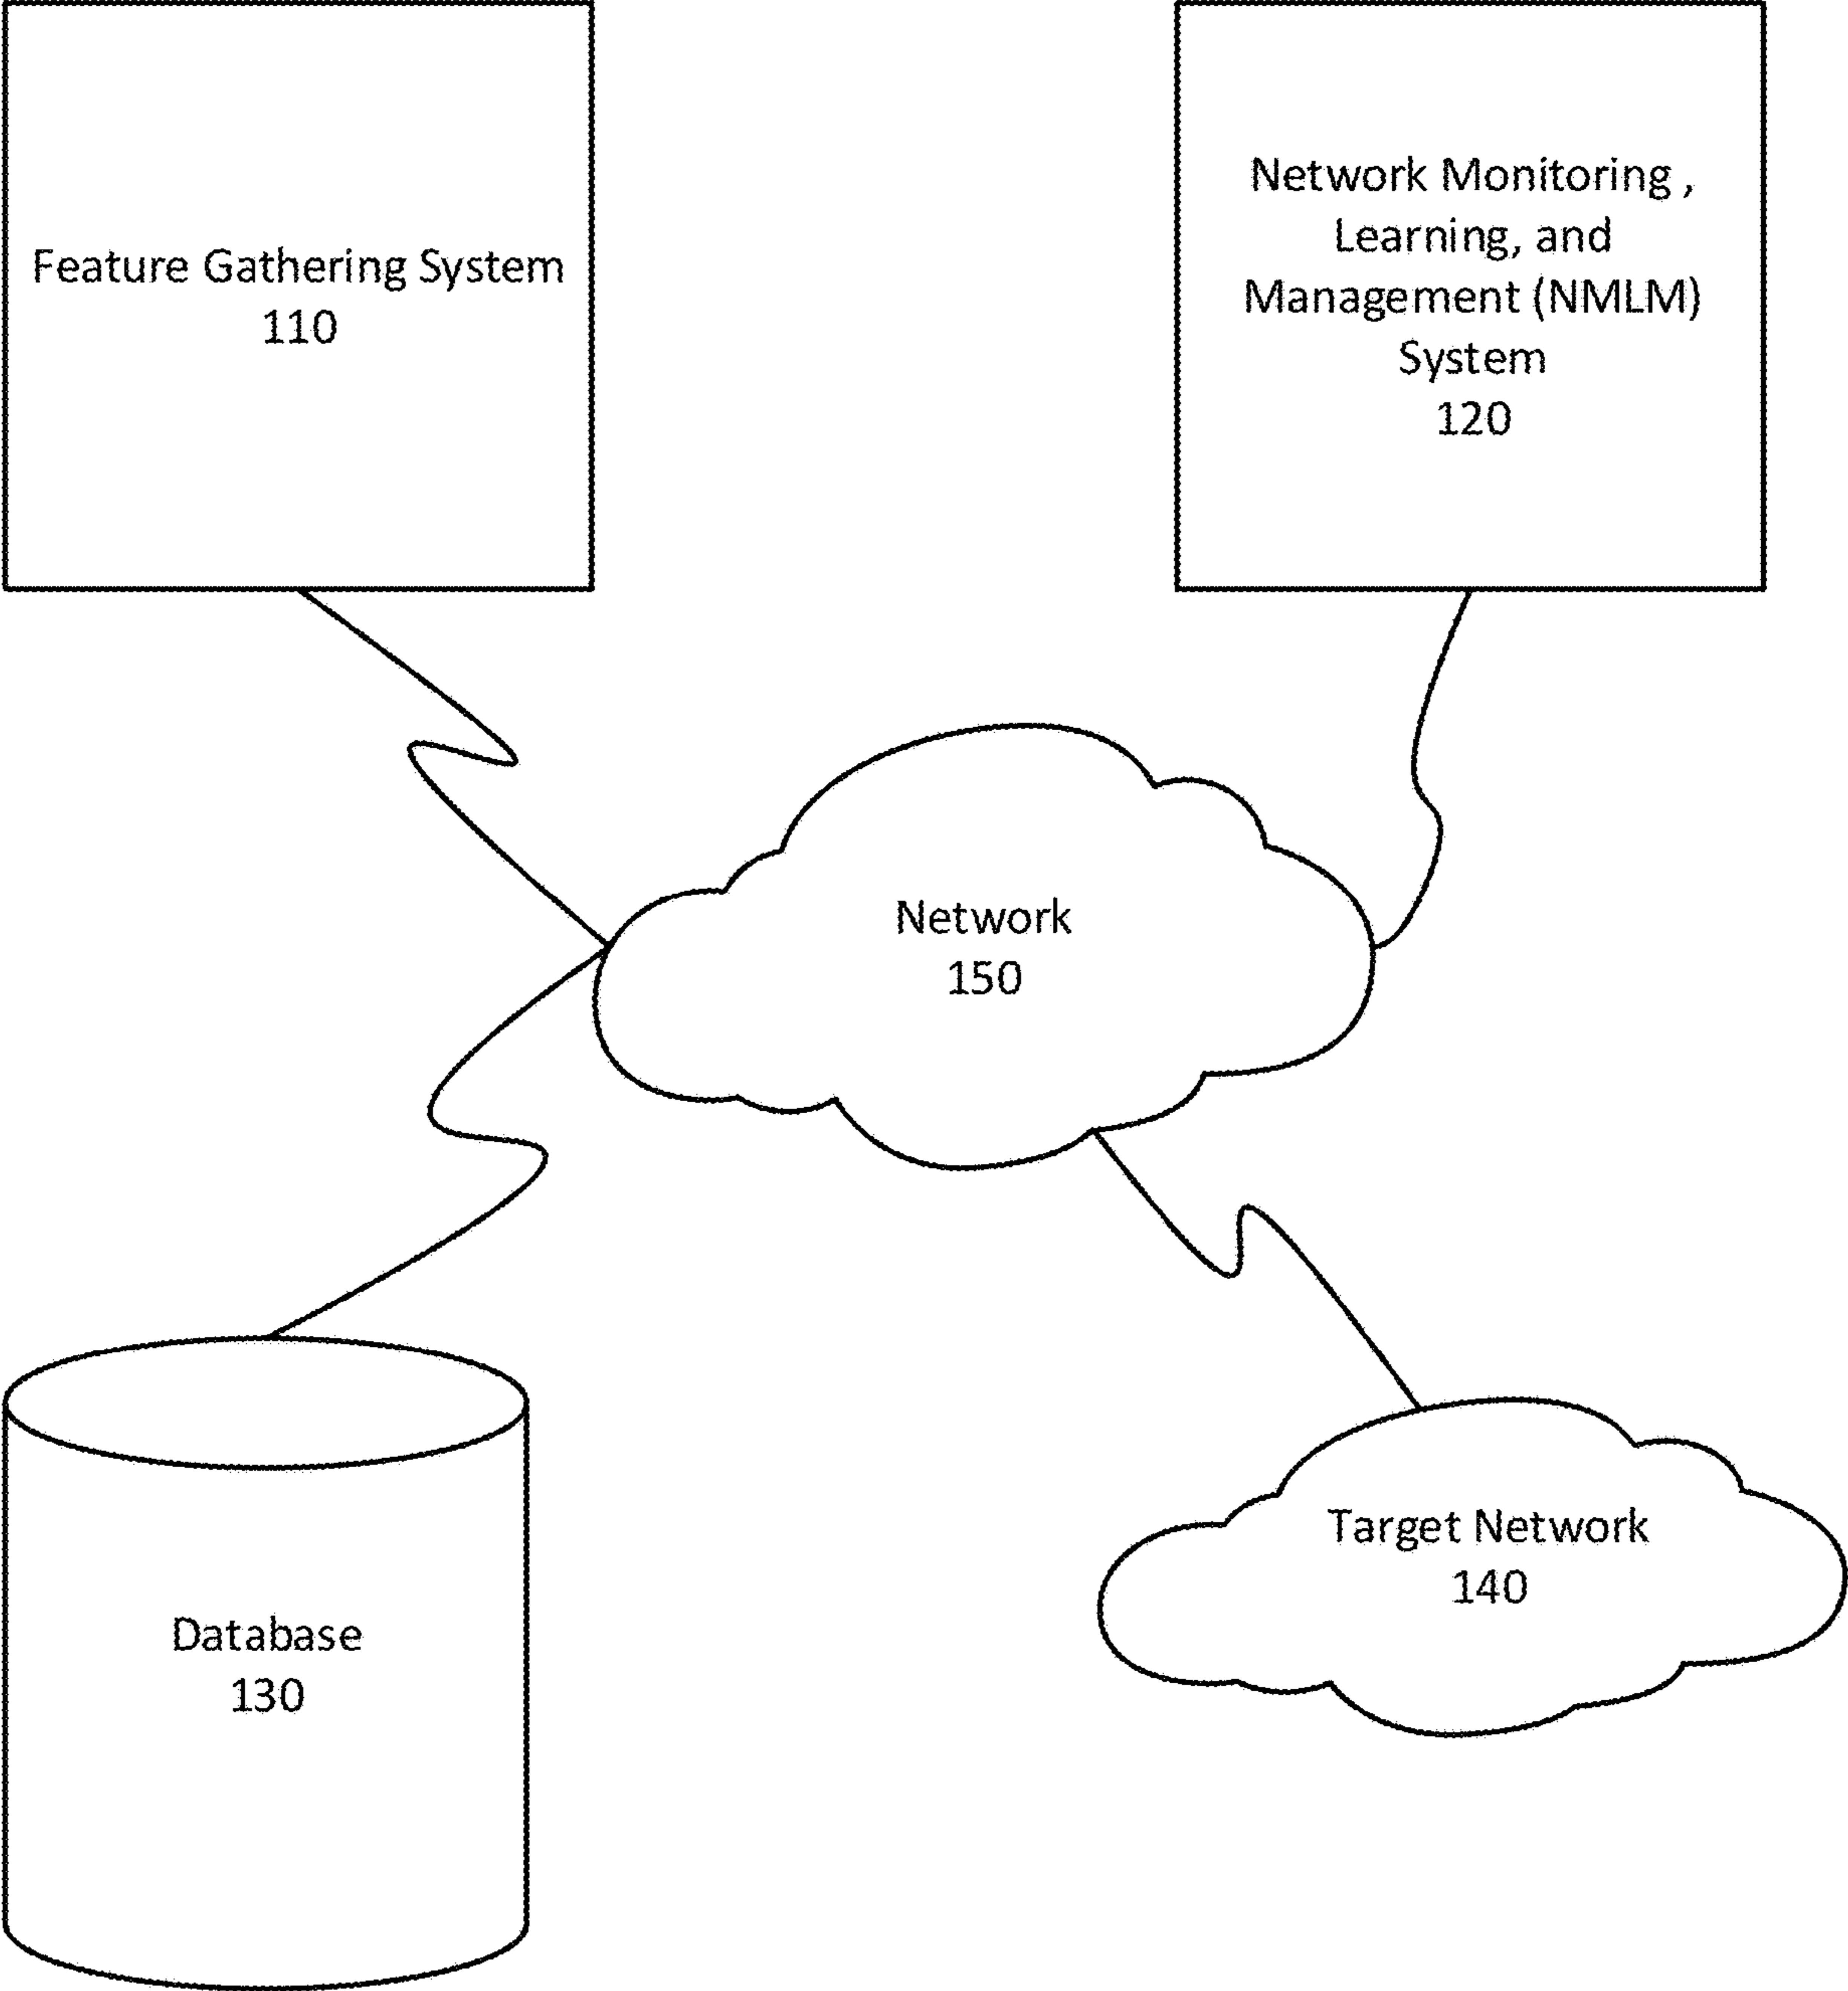 Feature Gathering System
110
Network Monitoring ,
Learning, and
Management (NMLM)
System
120
Network
150
Target Network
140
Database
130